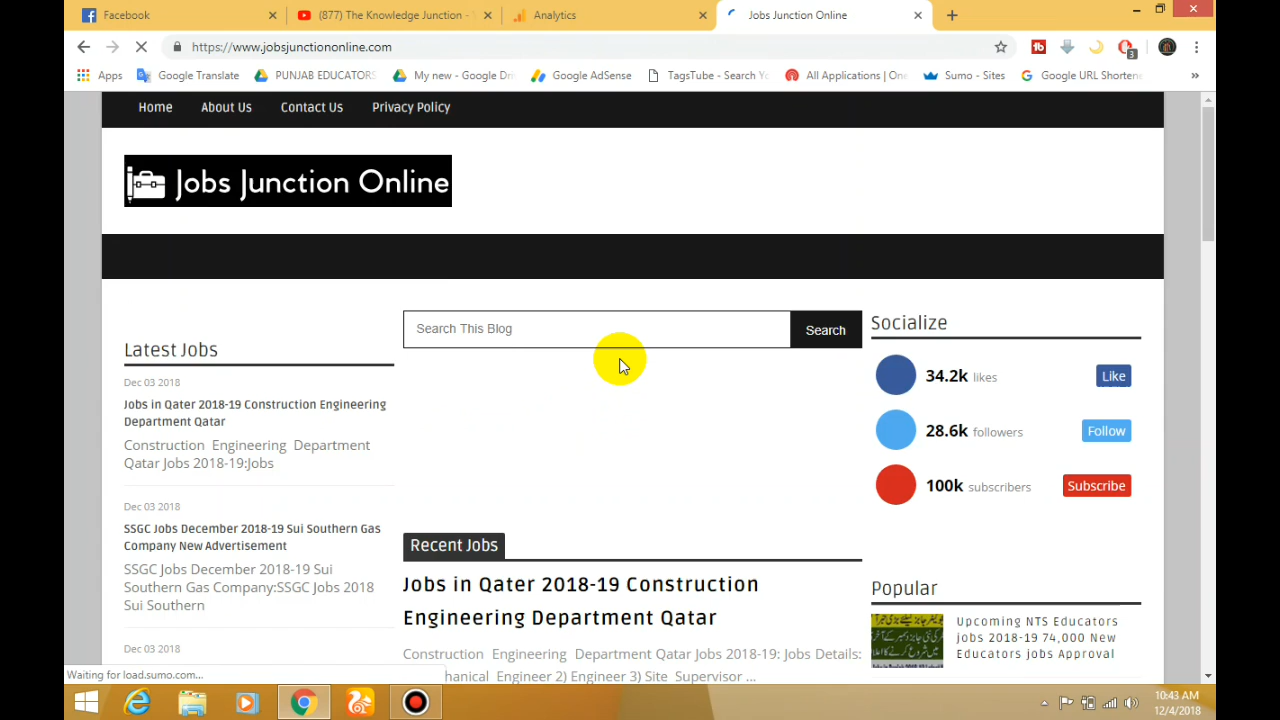 Facebook
(877) The Knowledge Junction -
Analytics
Jobs Junction Online
https://www.jobsjunctiononline.com
Apps
Google Translate
PUNJAB EDUCATORS
My new - Google Dri
Google AdSense
TagsTube - Search Yo
All Applications | On
Sumo - Sites
Google URL Shortene
»
3
Home
About Us
Contact Us
Privacy Policy
Jobs Junction Online
Search This Blog
Search
Latest Jobs
Dec 03 2018
Jobs in Qater 2018-19 Construction Engineering
Department Qatar
Construction Engineering Department
Qatar Jobs 2018-19:Jobs
Dec 03 2018
SSGC Jobs December 2018-19 Sui Southern Gas
Company New Advertisement
SSGC Jobs December 2018-19 Sui
Southern Gas Company:SSGC Jobs 2018
Sui Southern
Dec 03 2018
Recent Jobs
Jobs in Qater 2018-19 Construction
Engineering Department Qatar
Construction Engineering Department Qatar Jobs 2018-19: Jobs Details:
hanical Engineer 2) Engineer 3) Site Supervisor ...
Socialize
34.2k likes
Like
28.6k followers
Follow
100k subscribers
Subscribe
Popular
Upcoming NTS Educators
jobs 2018-19 74,000 New
Educators jobs Approval
Waiting for load.sumo.com...
10:43 AM
12/4/2018